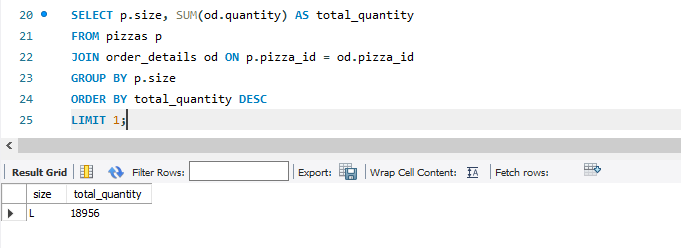 20 SELECT p.size, SUM(od.quantity) AS total_quantity
21 FROM pizzas p
22 JOIN order_details od ON p.pizza_id = od.pizza_id
23 GROUP BY p.size
24 ORDER BY total_quantity DESC
25 LIMIT 1;
Result Grid Filter Rows: Export: Wrap Cell Content: Fetch rows:
size total_quantity
L 18956